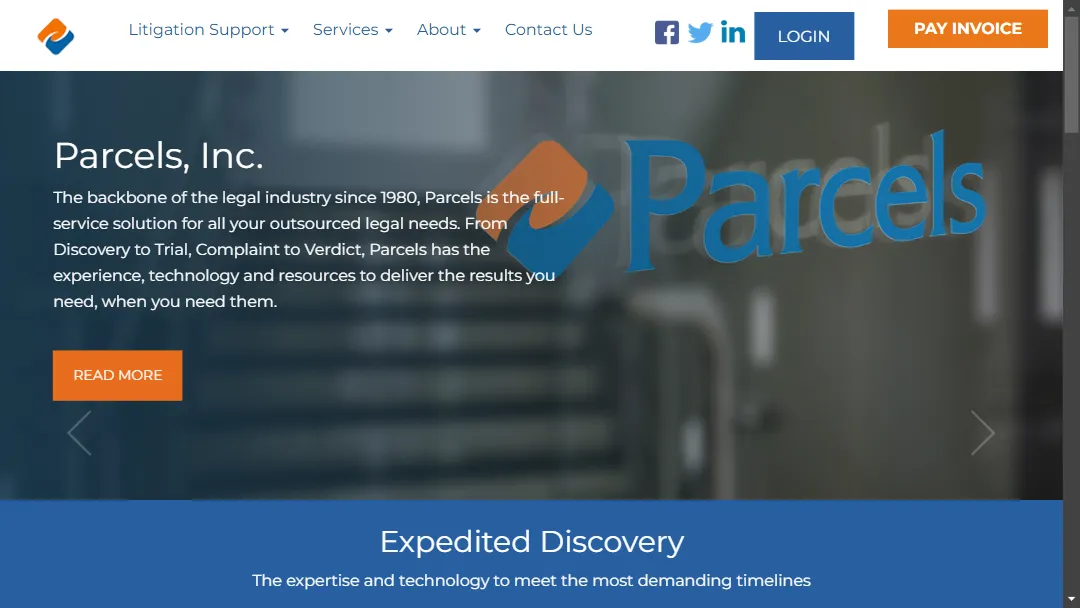 Litigation Support Services About Contact Us LOGIN PAY INVOICE
Parcels, Inc.
The backbone of the legal industry since 1980, Parcels is the full-
service solution for all your outsourced legal needs. From
Discovery to Trial, Complaint to Verdict, Parcels has the
experience, technology and resources to deliver the results you
need, when you need them.
Parcels
READ MORE
Expedited Discovery
The expertise and technology to meet the most demanding timelines